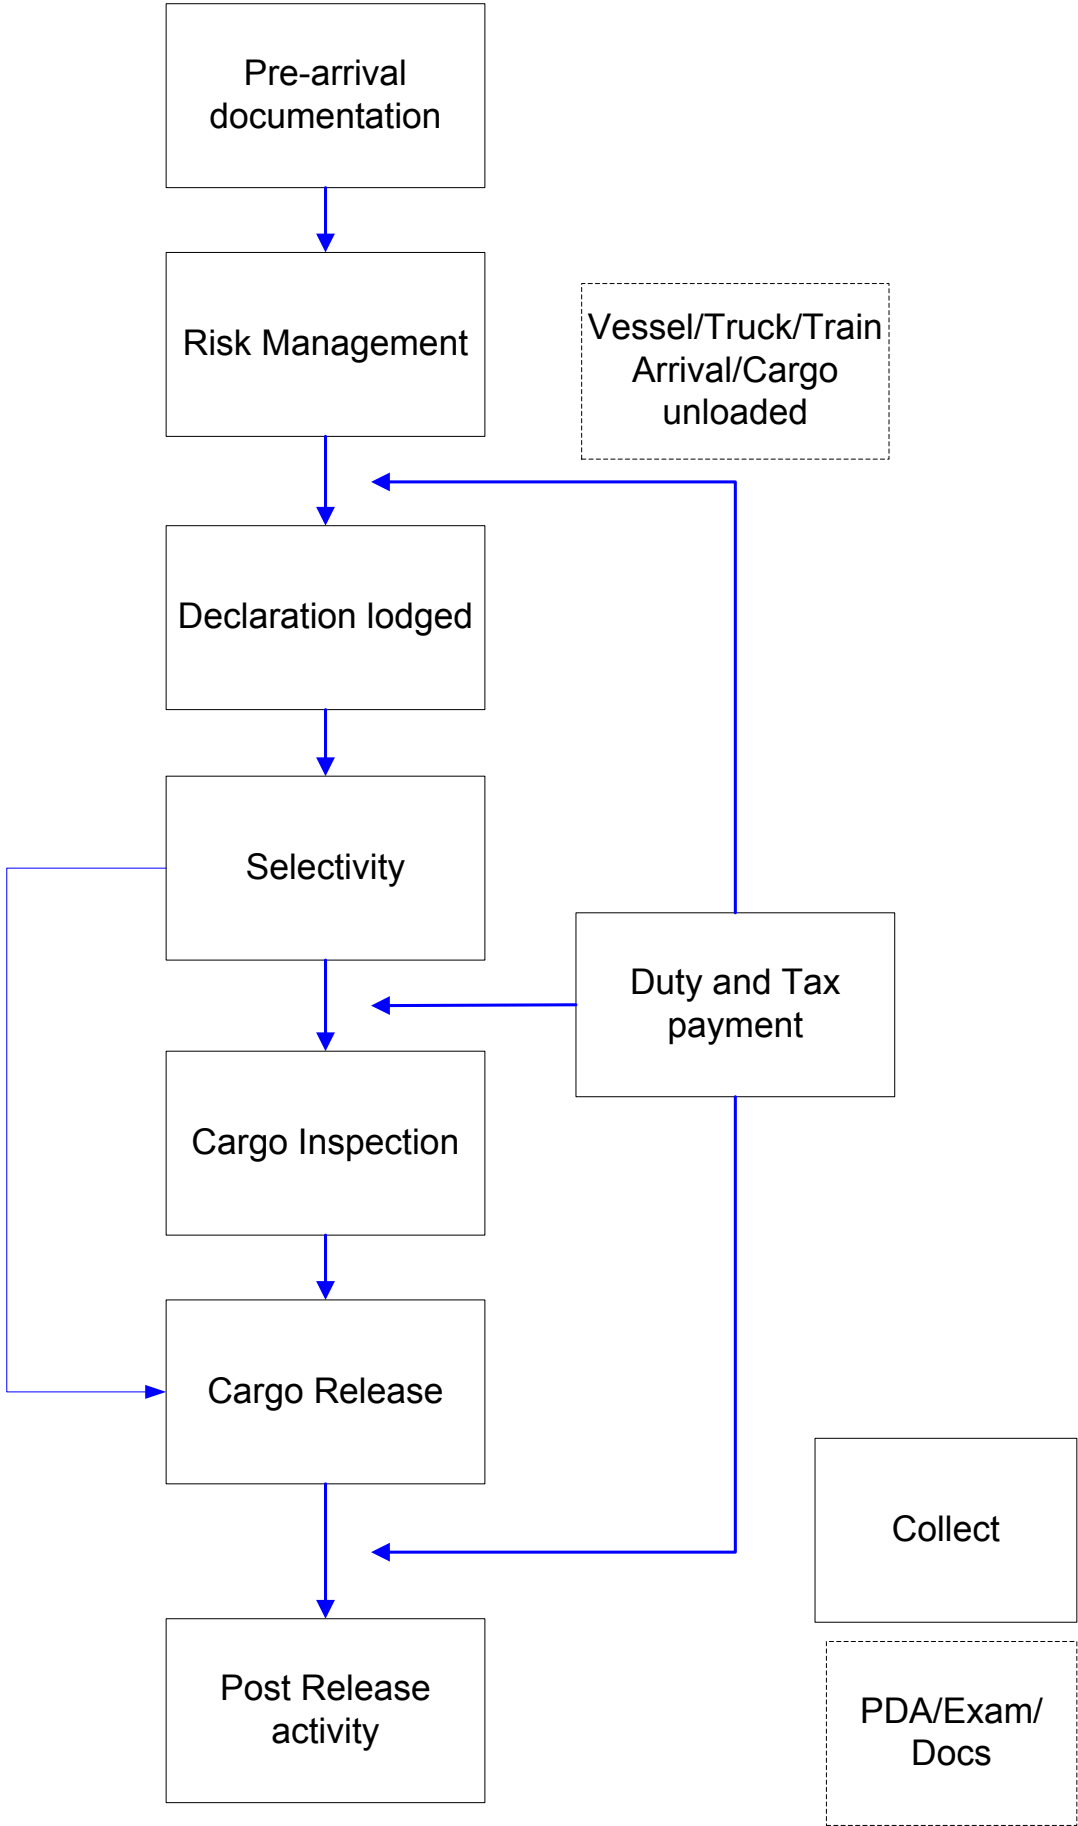 Pre-arrival
documentation
Risk Management
Vessel/Truck/Train
Arrival/Cargo
unloaded
Declaration lodged
Selectivity
Duty and Tax
payment
Cargo Inspection
Cargo Release
Collect
Post Release
activity
PDA/Exam/
Docs